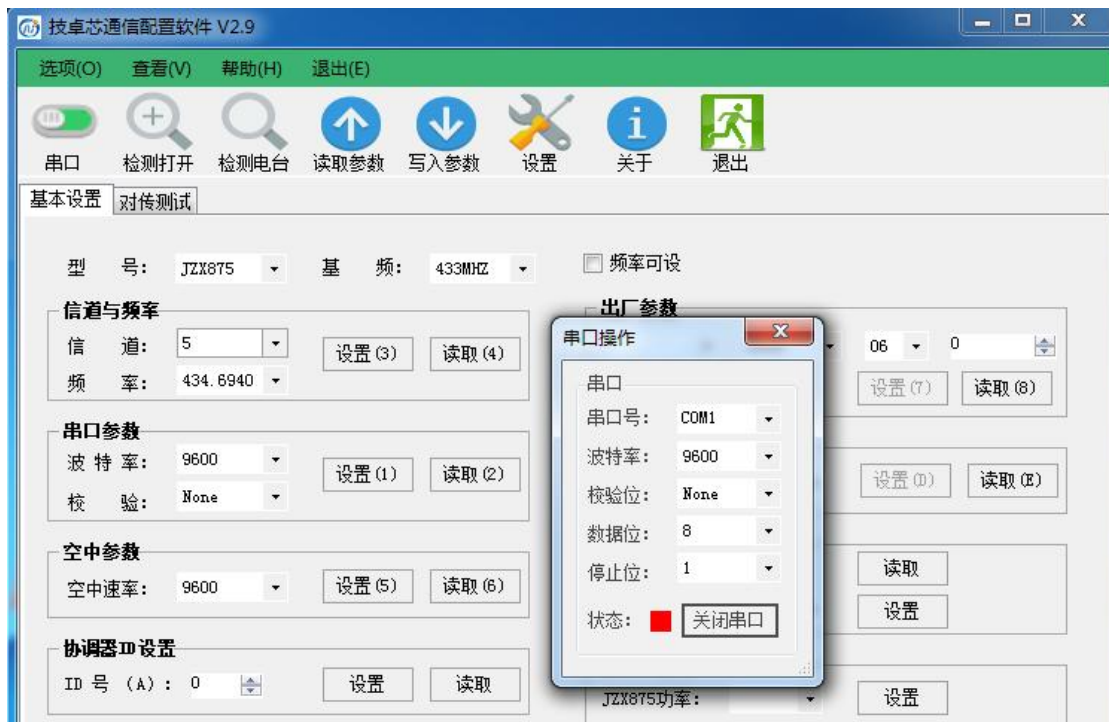 技卓芯通信配置软件 V2.9
选项(O) 查看(V) 帮助(H) 退出(E)
串口 检测打开 检测电台 读取参数 写入参数 设置 关于 退出
基本设置 对传测试
型 号: JZX875 基 频: 433MHZ 频率可设
信道与频率
信 道: 5 设置(3) 读取(4)
频 率: 434.6940
串口参数
波 特 率: 9600 设置(1) 读取(2)
校 验: None
空中参数
空中速率: 9600 设置(5) 读取(6)
协调器ID设置
ID 号 (A): 0 设置 读取
出厂参数
06 0
设置(7) 读取(8)
设置(D) 读取(E)
读取
设置
JZX875功率: 设置
串口操作
串口
串口号: COM1
波特率: 9600
校验位: None
数据位: 8
停止位: 1
状态: 关闭串口